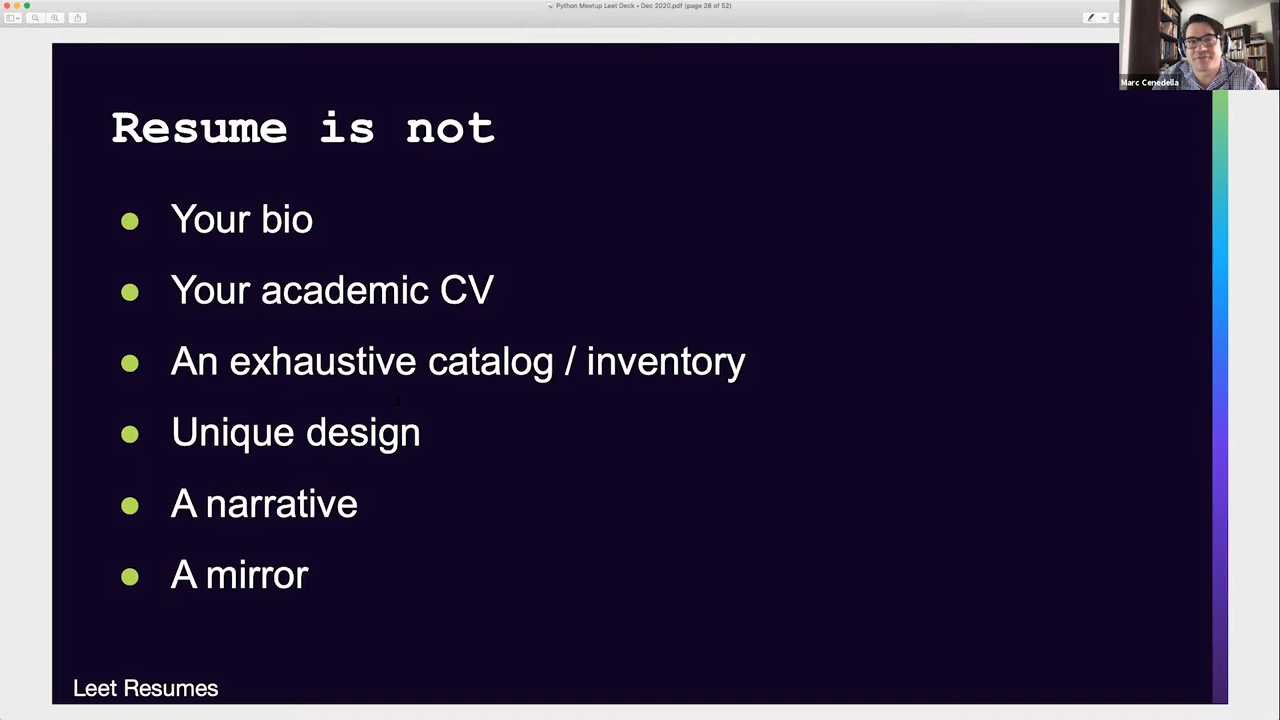 Python Meetup Leet Deck • Dec 2020.pdf (page 28 of 52)
Marc Cenedella
Resume is not
Your bio
Your academic CV
An exhaustive catalog / inventory
Unique design
A narrative
A mirror
Leet Resumes